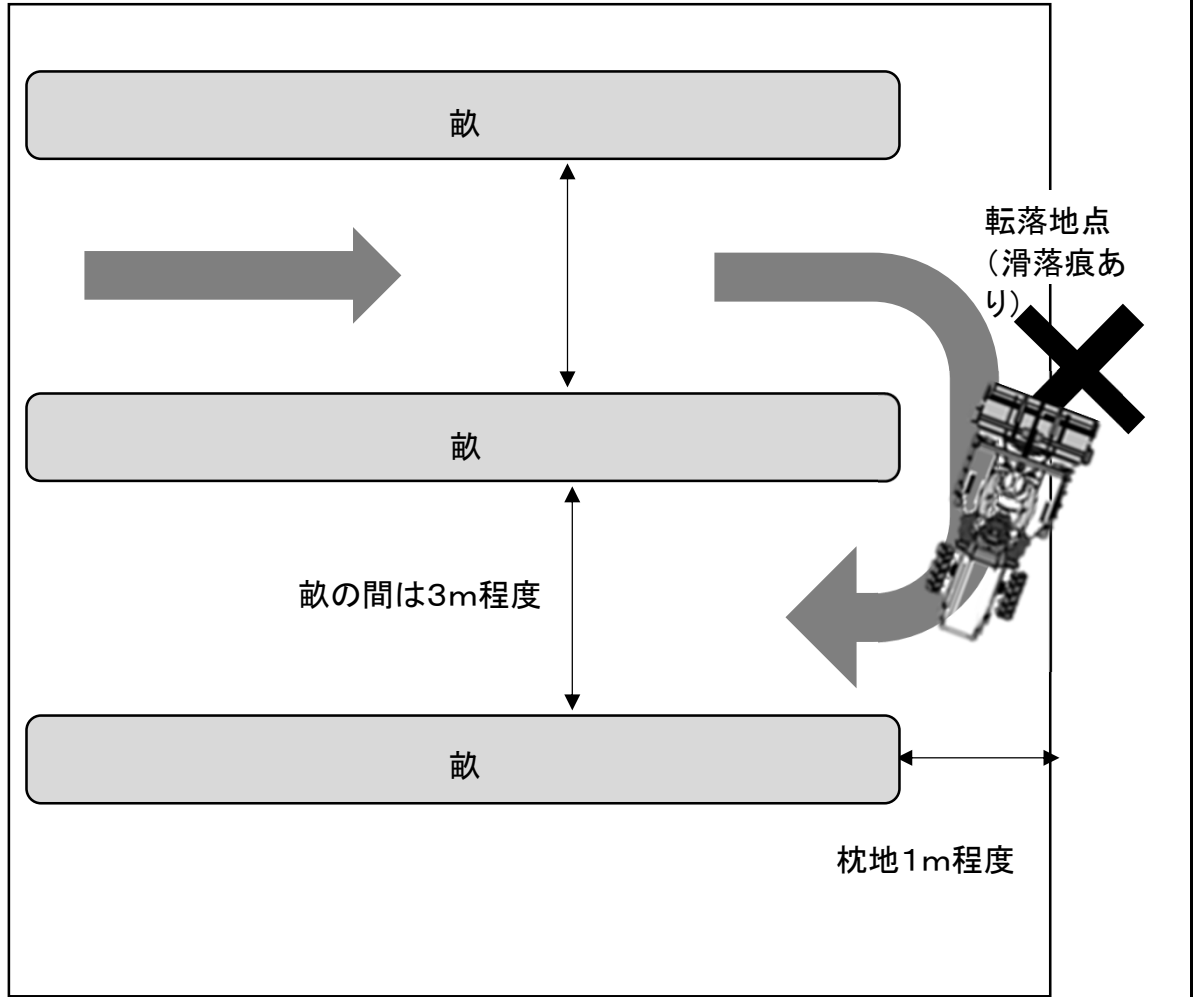 畝
転落地点
（滑落痕あ
り）
畝
畝の間は３ｍ程度
畝
枕地１ｍ程度